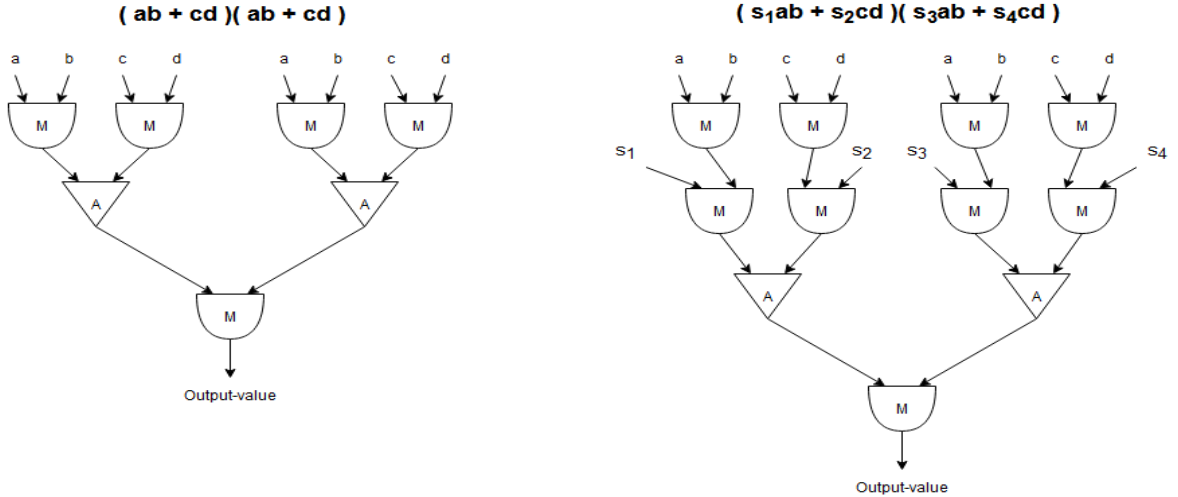 ( ab + cd )( ab + cd )
( s₁ab + s₂cd )( s₃ab + s₄cd )
a b c d a b c d
a b c d a b c d
M M M M
M M M M
s₁ s₂ s₃ s₄
A A
M M M M
M
A A
Output-value
M
Output-value